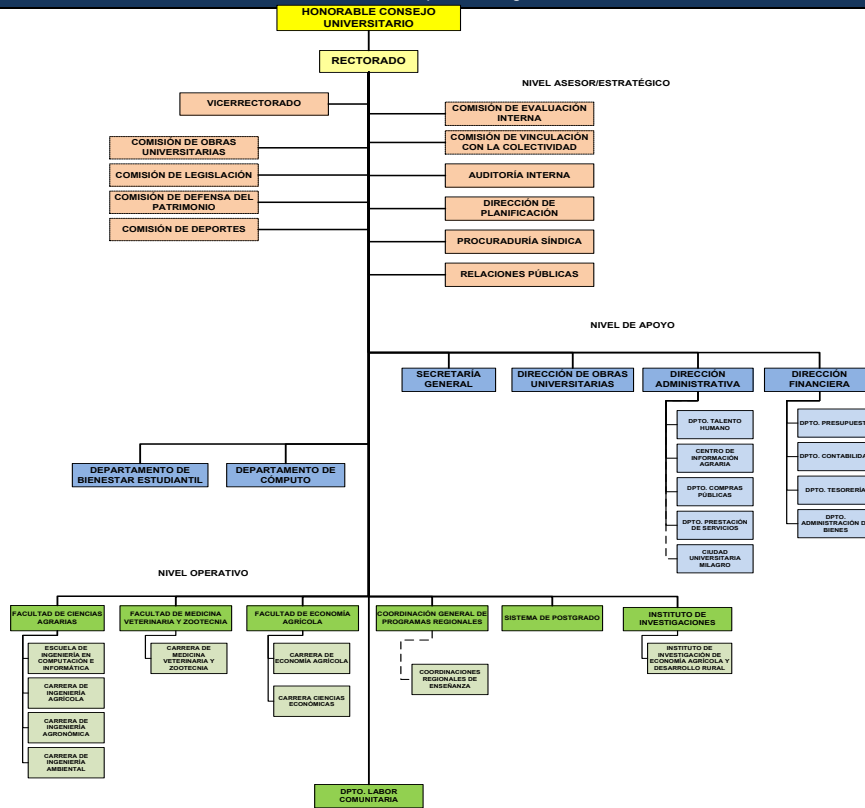 HONORABLE CONSEJO
UNIVERSITARIO
RECTORADO
NIVEL ASESOR/ESTRATÉGICO
VICERRECTORADO
COMISIÓN DE EVALUACIÓN
INTERNA
COMISIÓN DE OBRAS
UNIVERSITARIAS
COMISIÓN DE VINCULACIÓN
CON LA COLECTIVIDAD
COMISIÓN DE LEGISLACIÓN
AUDITORÍA INTERNA
COMISIÓN DE DEFENSA DEL
PATRIMONIO
DIRECCIÓN DE
PLANIFICACIÓN
COMISIÓN DE DEPORTES
PROCURADURÍA SÍNDICA
RELACIONES PÚBLICAS
NIVEL DE APOYO
SECRETARÍA
GENERAL
DIRECCIÓN DE OBRAS
UNIVERSITARIAS
DIRECCIÓN
ADMINISTRATIVA
DIRECCIÓN
FINANCIERA
DPTO. TALENTO
HUMANO
CENTRO DE
INFORMACIÓN
AGRARIA
DPTO. COMPRAS
PÚBLICAS
DPTO. PRESTACIÓN
DE SERVICIOS
CIUDAD
UNIVERSITARIA
MILAGRO
DPTO. PRESUPUEST
DPTO. CONTABILIDA
DPTO. TESORERÍA
DPTO.
ADMINISTRACIÓN D
BIENES
DEPARTAMENTO DE
BIENESTAR ESTUDIANTIL
DEPARTAMENTO DE
CÓMPUTO
NIVEL OPERATIVO
FACULTAD DE CIENCIAS
AGRARIAS
FACULTAD DE MEDICINA
VETERINARIA Y ZOOTECNIA
FACULTAD DE ECONOMÍA
AGRÍCOLA
COORDINACIÓN GENERAL DE
PROGRAMAS REGIONALES
SISTEMA DE POSTGRADO
INSTITUTO DE
INVESTIGACIONES
ESCUELA DE
INGENIERÍA EN
COMPUTACIÓN E
INFORMÁTICA
CARRERA DE
INGENIERÍA
AGRÍCOLA
CARRERA DE
INGENIERÍA
AGRONÓMICA
CARRERA DE
INGENIERÍA
AMBIENTAL
CARRERA DE
MEDICINA
VETERINARIA Y
ZOOTECNIA
CARRERA DE
ECONOMÍA AGRÍCOLA
CARRERA CIENCIAS
ECONÓMICAS
COORDINACIONES
REGIONALES DE
ENSEÑANZA
INSTITUTO DE
INVESTIGACIÓN DE
ECONOMÍA AGRÍCOLA Y
DESARROLLO RURAL
DPTO. LABOR
COMUNITARIA